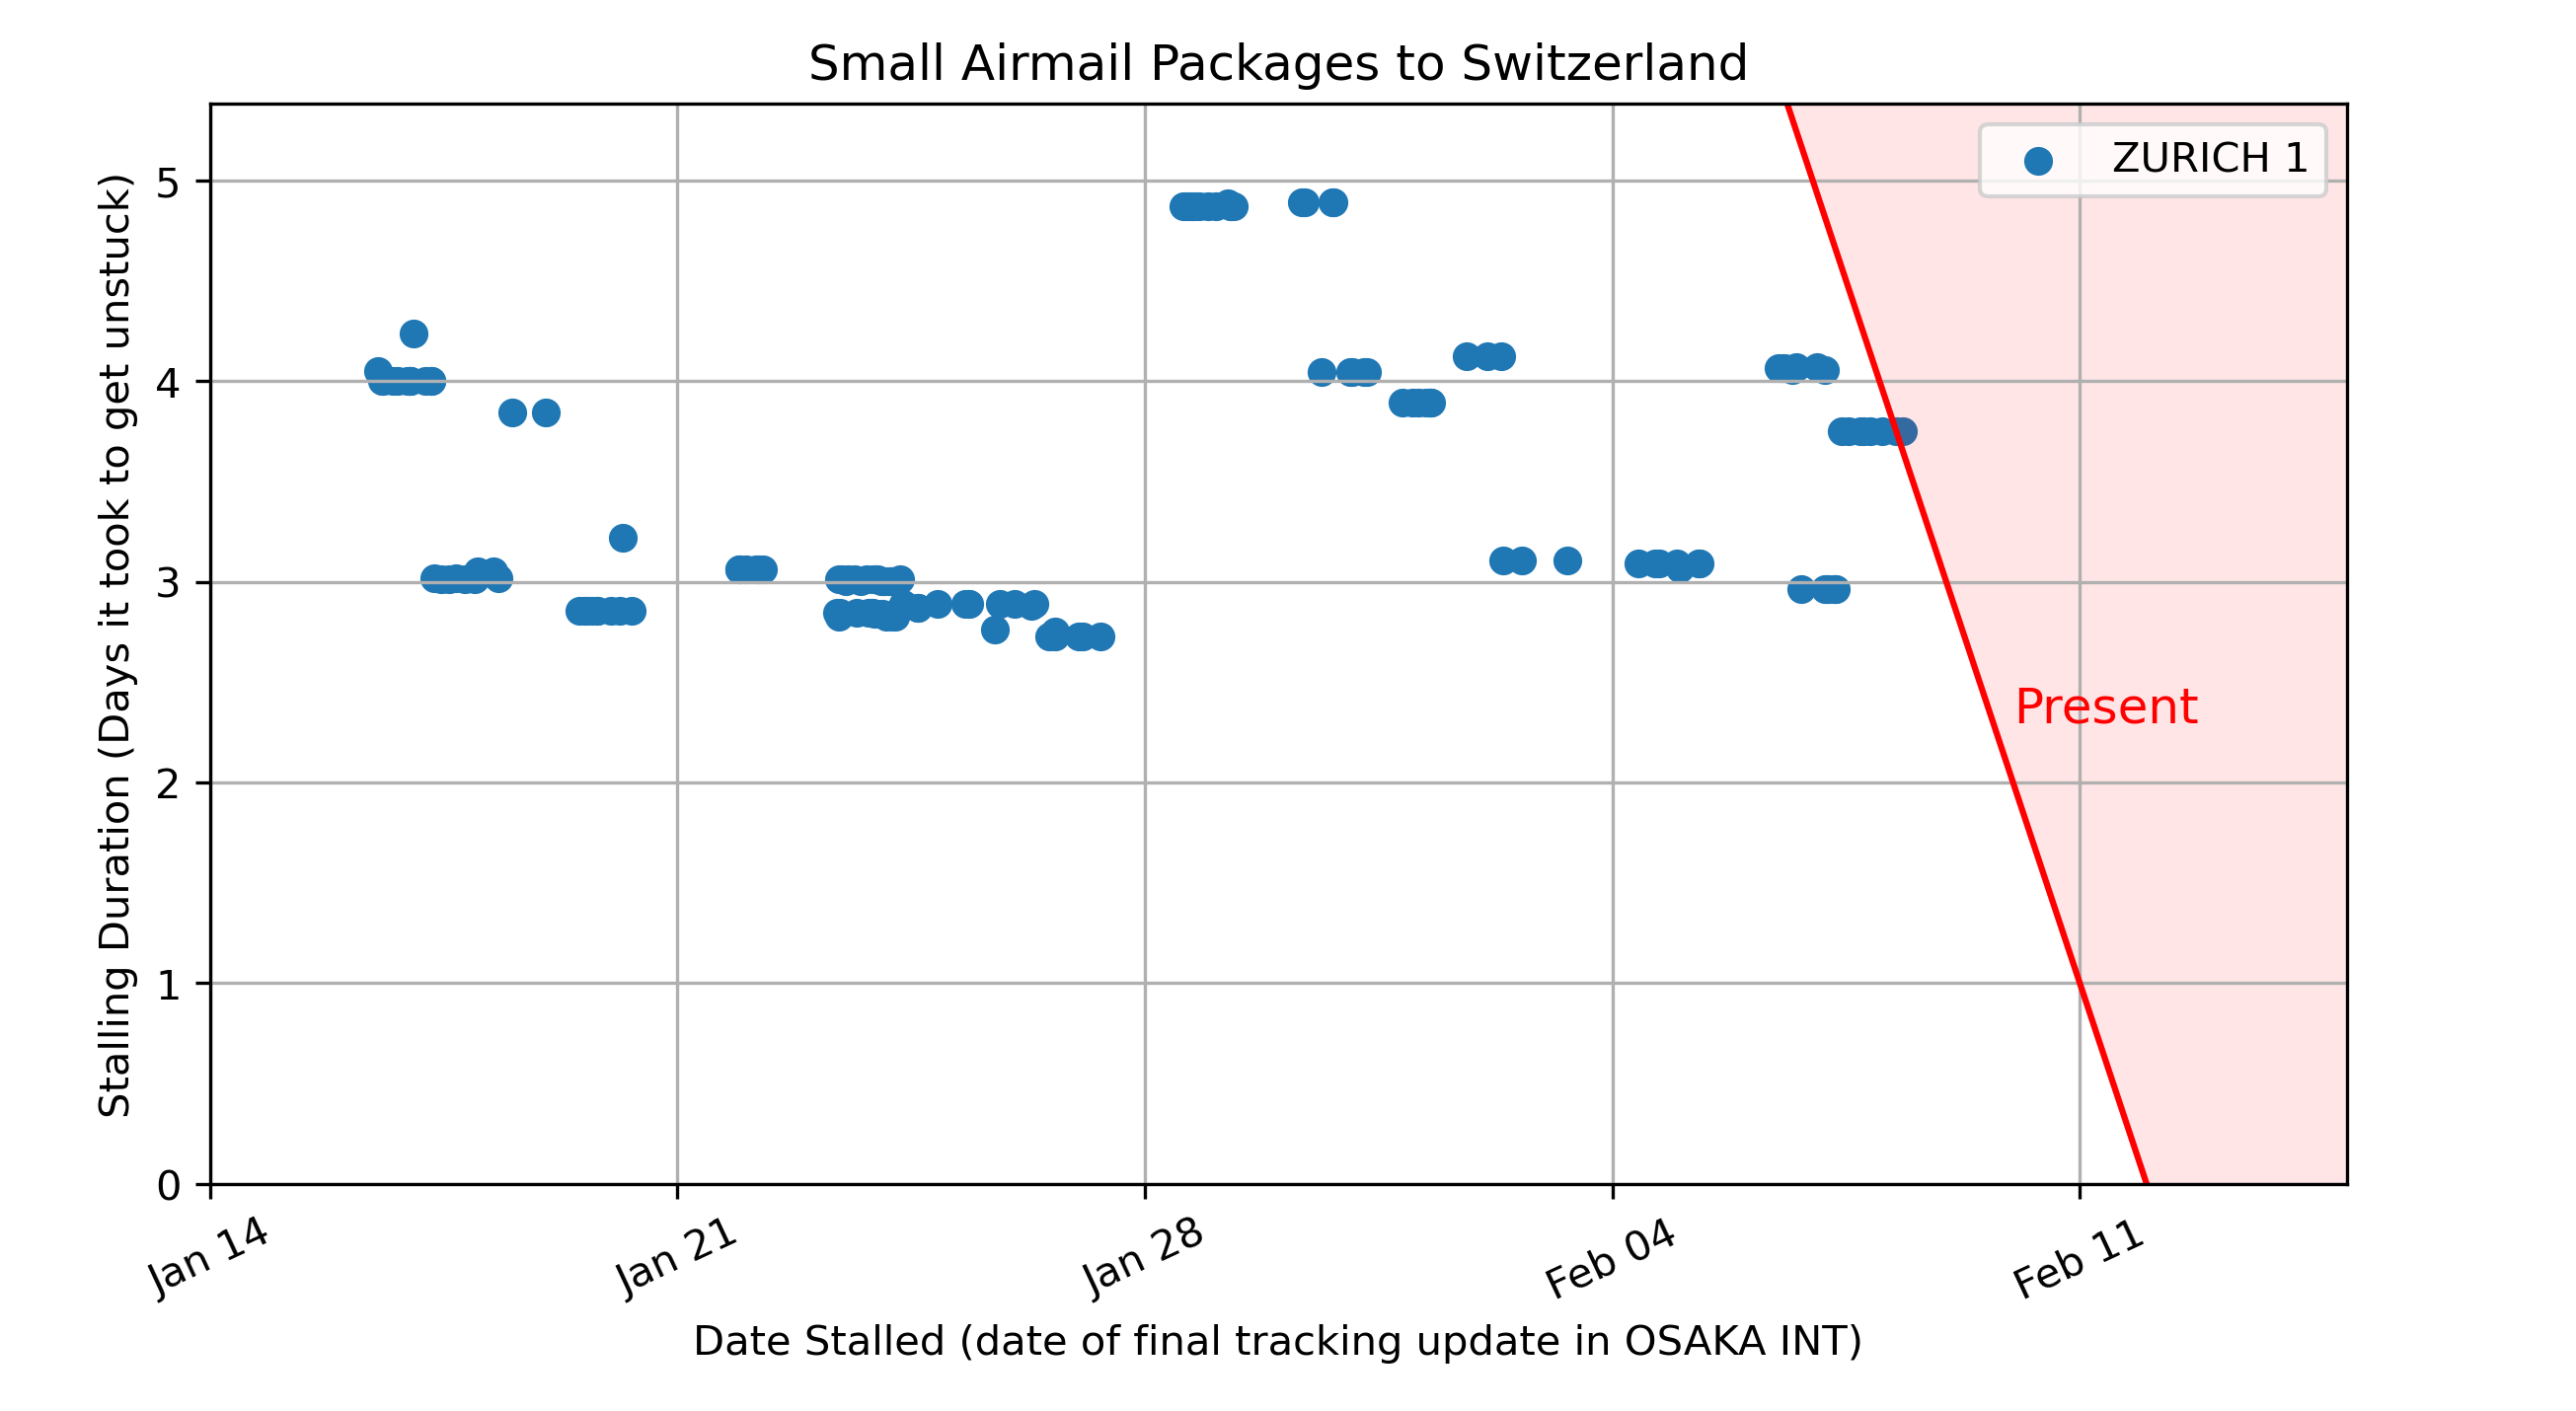 Small Airmail Packages to Switzerland
ZURICH 1
Stalling Duration (Days it took to get unstuck)
5
4
3
2
1
0
Present
Jan 14
Jan 21
Jan 28
Feb 04
Feb 11
Date Stalled (date of final tracking update in OSAKA INT)